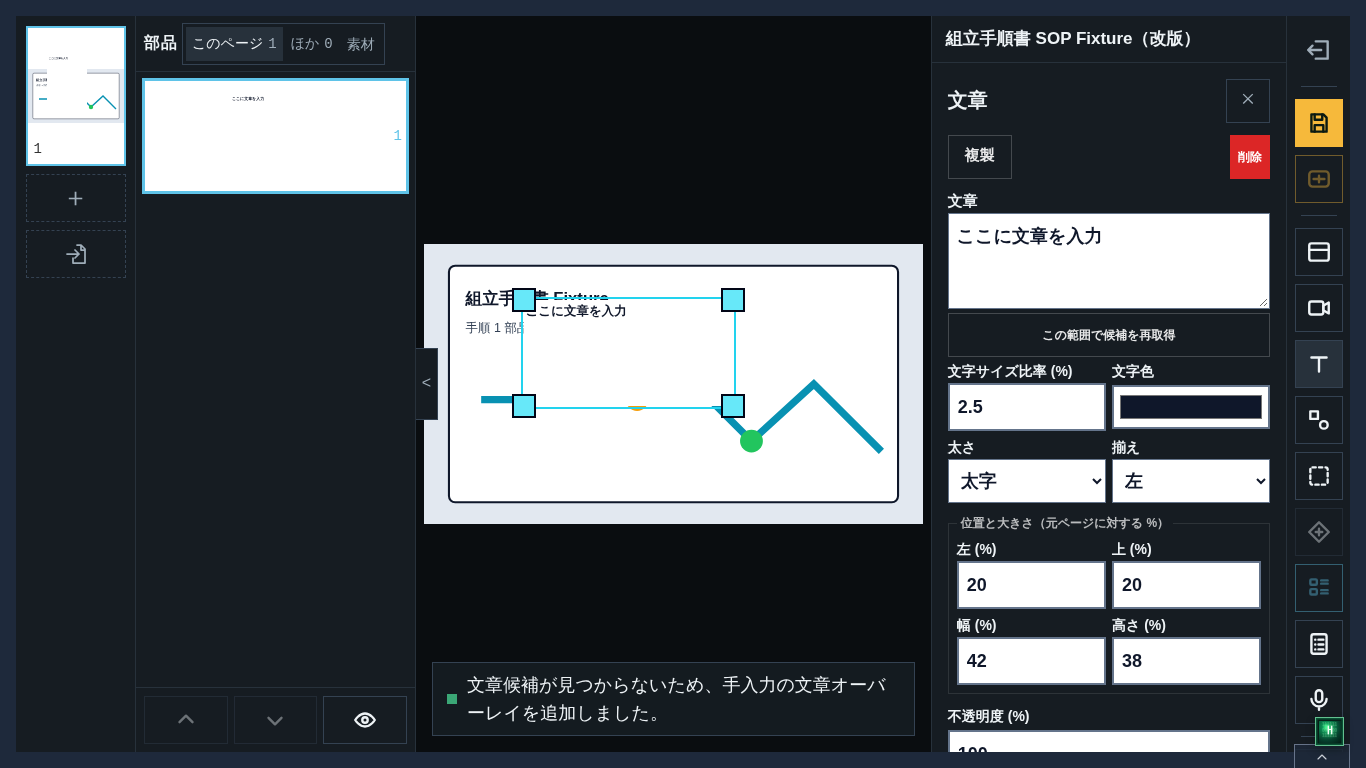 1
部品
このページ 1
ほか 0
素材
ここに文章を入力
1
<
組立手順書 Fixture
ここに文章を入力
手順 1 部品
文章候補が見つからないため、手入力の文章オーバ
ーレイを追加しました。
組立手順書 SOP Fixture（改版）
文章
複製
削除
文章
ここに文章を入力
この範囲で候補を再取得
文字サイズ比率 (%)
文字色
2.5
太さ
揃え
太字
左
位置と大きさ（元ページに対する %）
左 (%)
上 (%)
20
20
幅 (%)
高さ (%)
42
38
不透明度 (%)
100